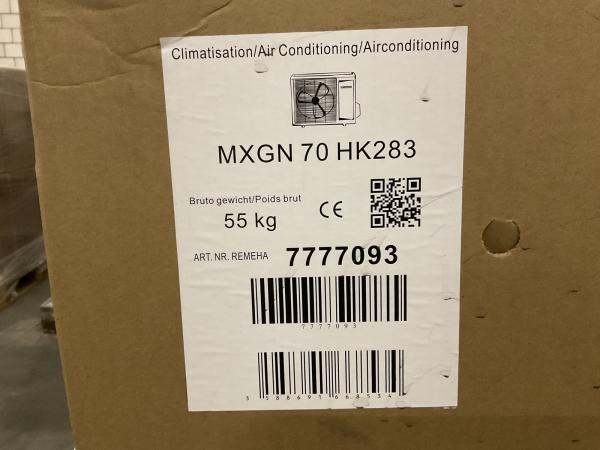 Climatisation/Air Conditioning/Airconditioning
MXGN 70 HK283
Bruto gewicht/Poids brut
55 kg
CE
ART. NR. REMEHA 7777093
7777093
3588691668534